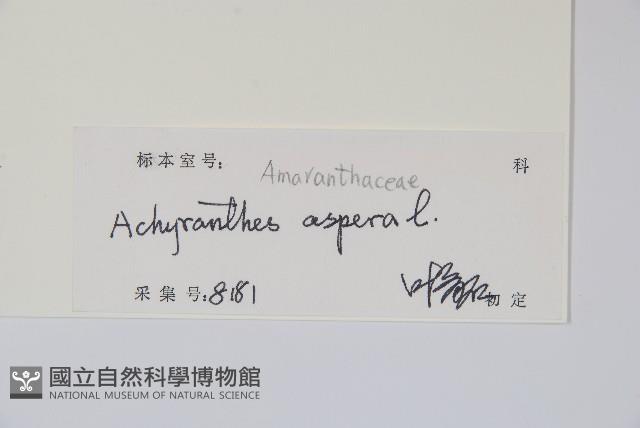 标本室号: Amaranthaceae 科
Achyranthes aspera L.
采集号: 8181 初定
國立自然科學博物館
NATIONAL MUSEUM OF NATURAL SCIENCE